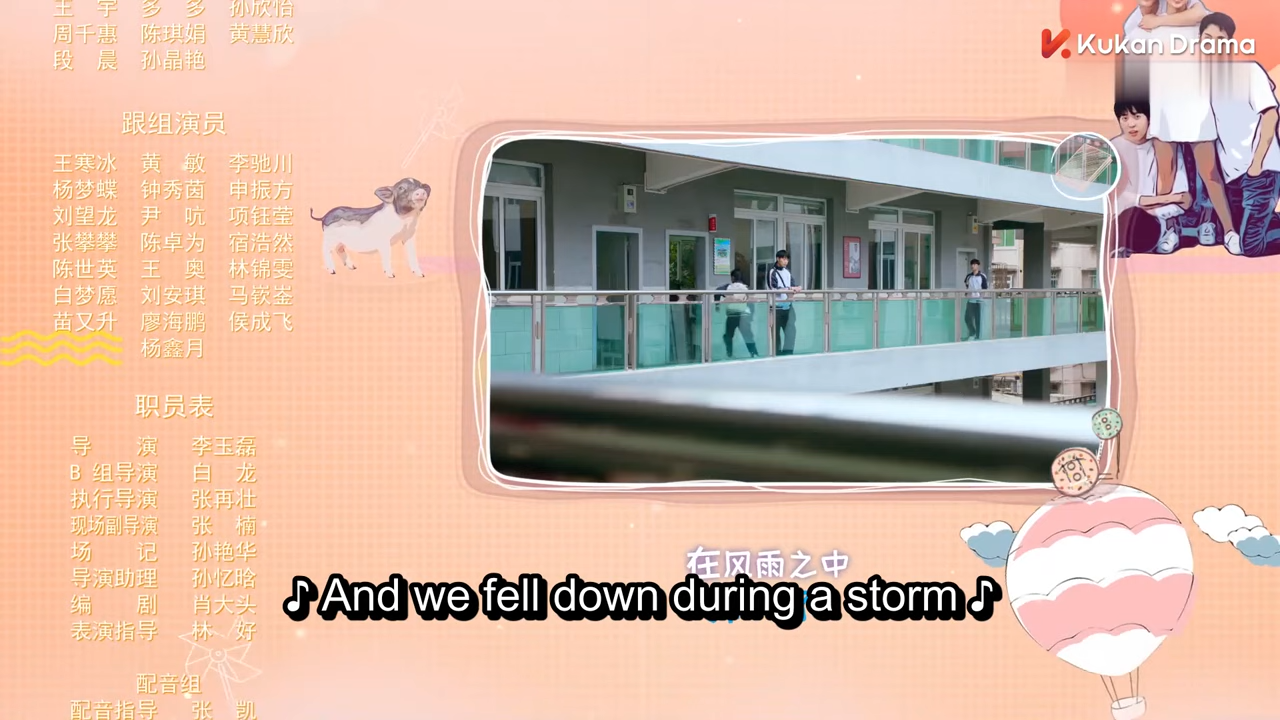 王　宇　多　多　孙欣怡
周千惠　陈琪娟　黄慧欣
段　晨　孙晶艳
跟组演员
王寒冰　黄　敏　李驰川
杨梦蝶　钟秀茵　申振方
刘望龙　尹　吭　项钰莹
张攀攀　陈卓为　宿浩然
陈世英　王　奥　林锦雯
白梦愿　刘安琪　马嵚崟
苗又升　廖海鹏　侯成飞
杨鑫月
职员表
导　演　李玉磊
B 组导演　白　龙
执行导演　张再壮
现场副导演　张　楠
场　记　孙艳华
导演助理　孙忆晗
编　剧　肖大头
表演指导　林　好
配音组
配音指导　张　凯
Kukan Drama
在风雨之中
♪ And we fell down during a storm ♪